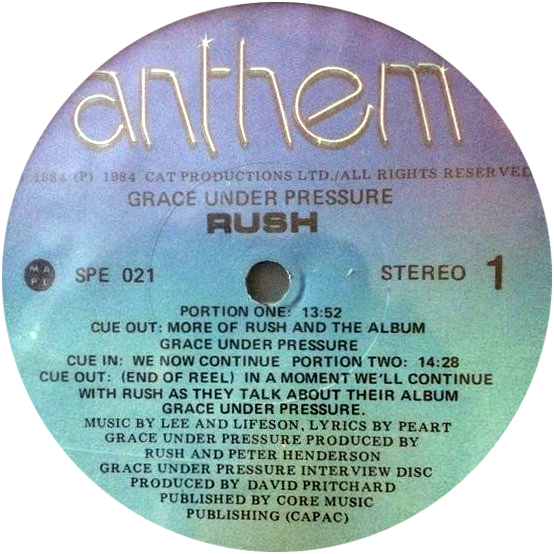 anthem
1984 (P) 1984 CAT PRODUCTIONS LTD./ALL RIGHTS RESERVED
GRACE UNDER PRESSURE
RUSH
MAPL SPE 021 STEREO 1
PORTION ONE: 13:52
CUE OUT: MORE OF RUSH AND THE ALBUM
GRACE UNDER PRESSURE
CUE IN: WE NOW CONTINUE PORTION TWO: 14:28
CUE OUT: (END OF REEL) IN A MOMENT WE'LL CONTINUE
WITH RUSH AS THEY TALK ABOUT THEIR ALBUM
GRACE UNDER PRESSURE.
MUSIC BY LEE AND LIFESON, LYRICS BY PEART
GRACE UNDER PRESSURE PRODUCED BY
RUSH AND PETER HENDERSON
GRACE UNDER PRESSURE INTERVIEW DISC
PRODUCED BY DAVID PRITCHARD
PUBLISHED BY CORE MUSIC
PUBLISHING (CAPAC)